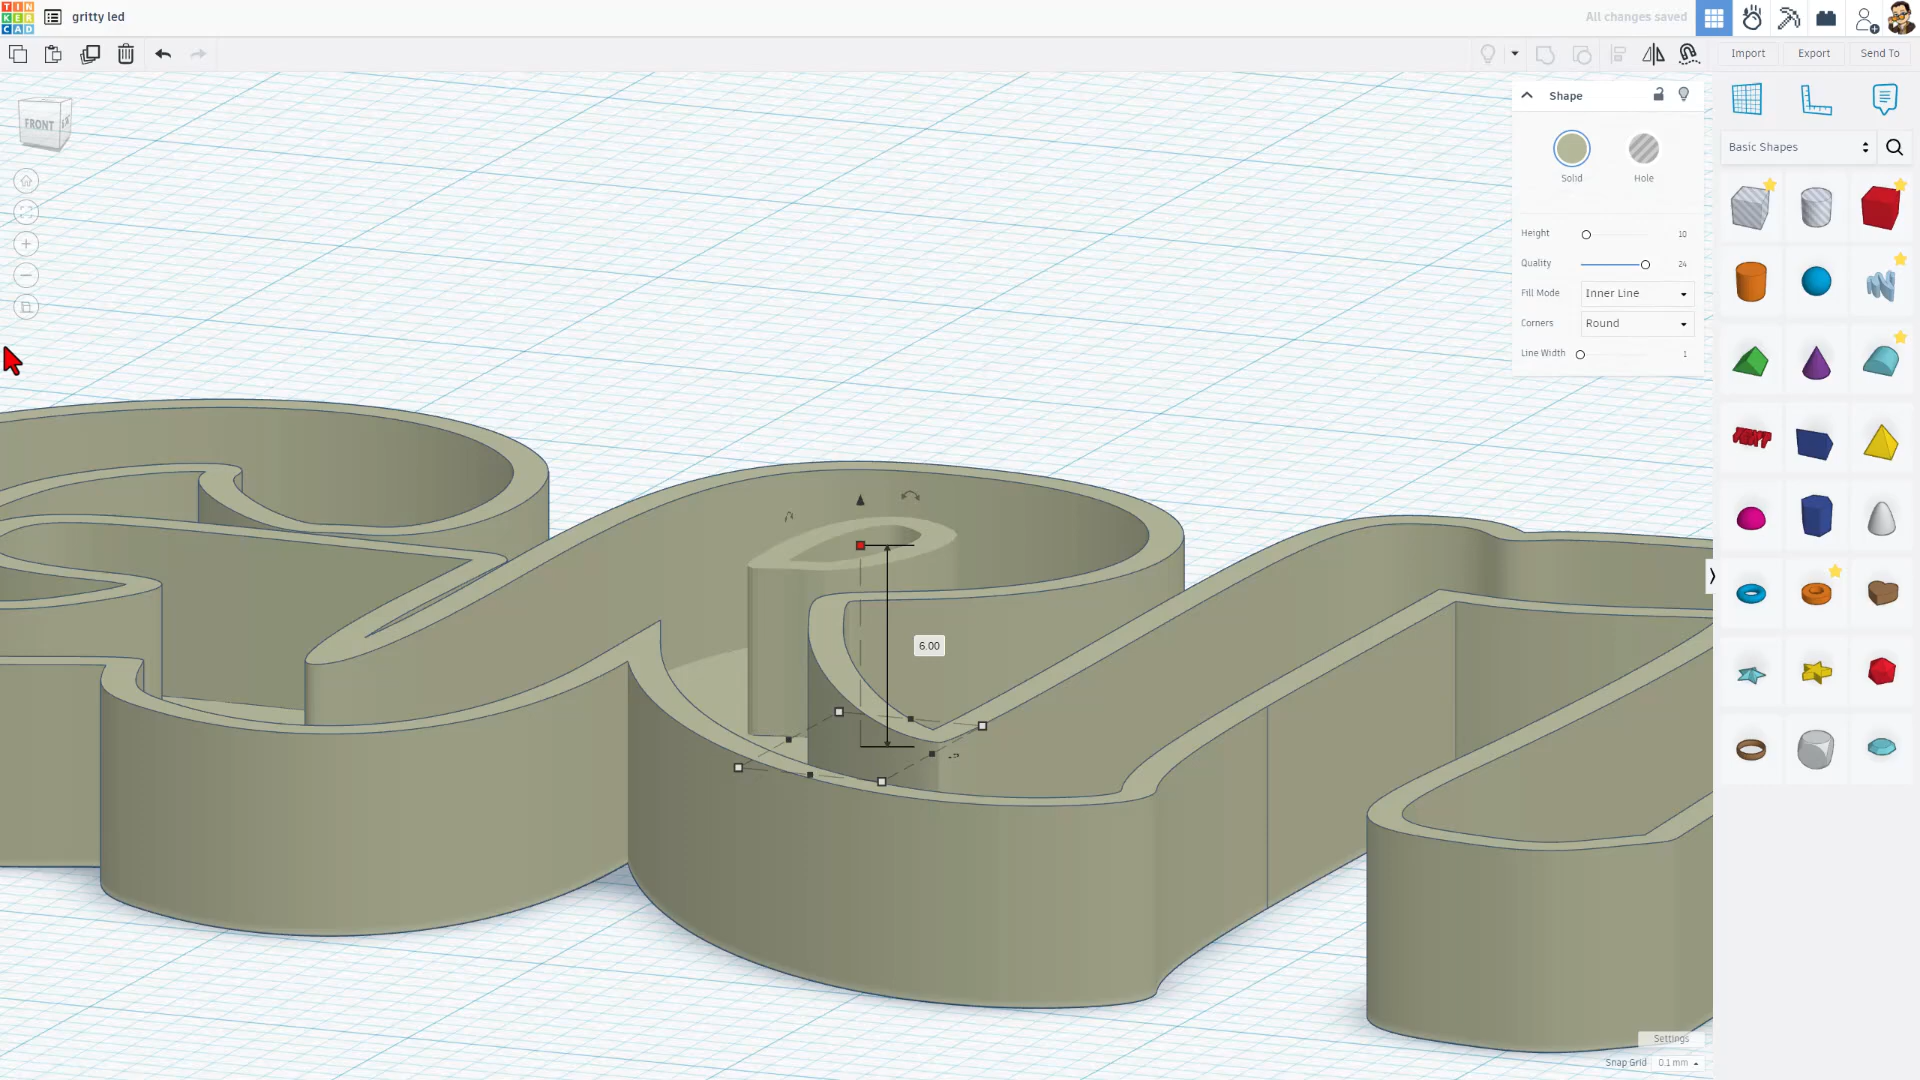 TIN
KER
CAD
gritty led
All changes saved
Import
Export
Send To
FRONT
Shape
Solid
Hole
Height
10
Quality
24
Fill Mode
Inner Line
Corners
Round
Line Width
1
Basic Shapes
TEXT
6.00
Settings
Snap Grid
0.1 mm